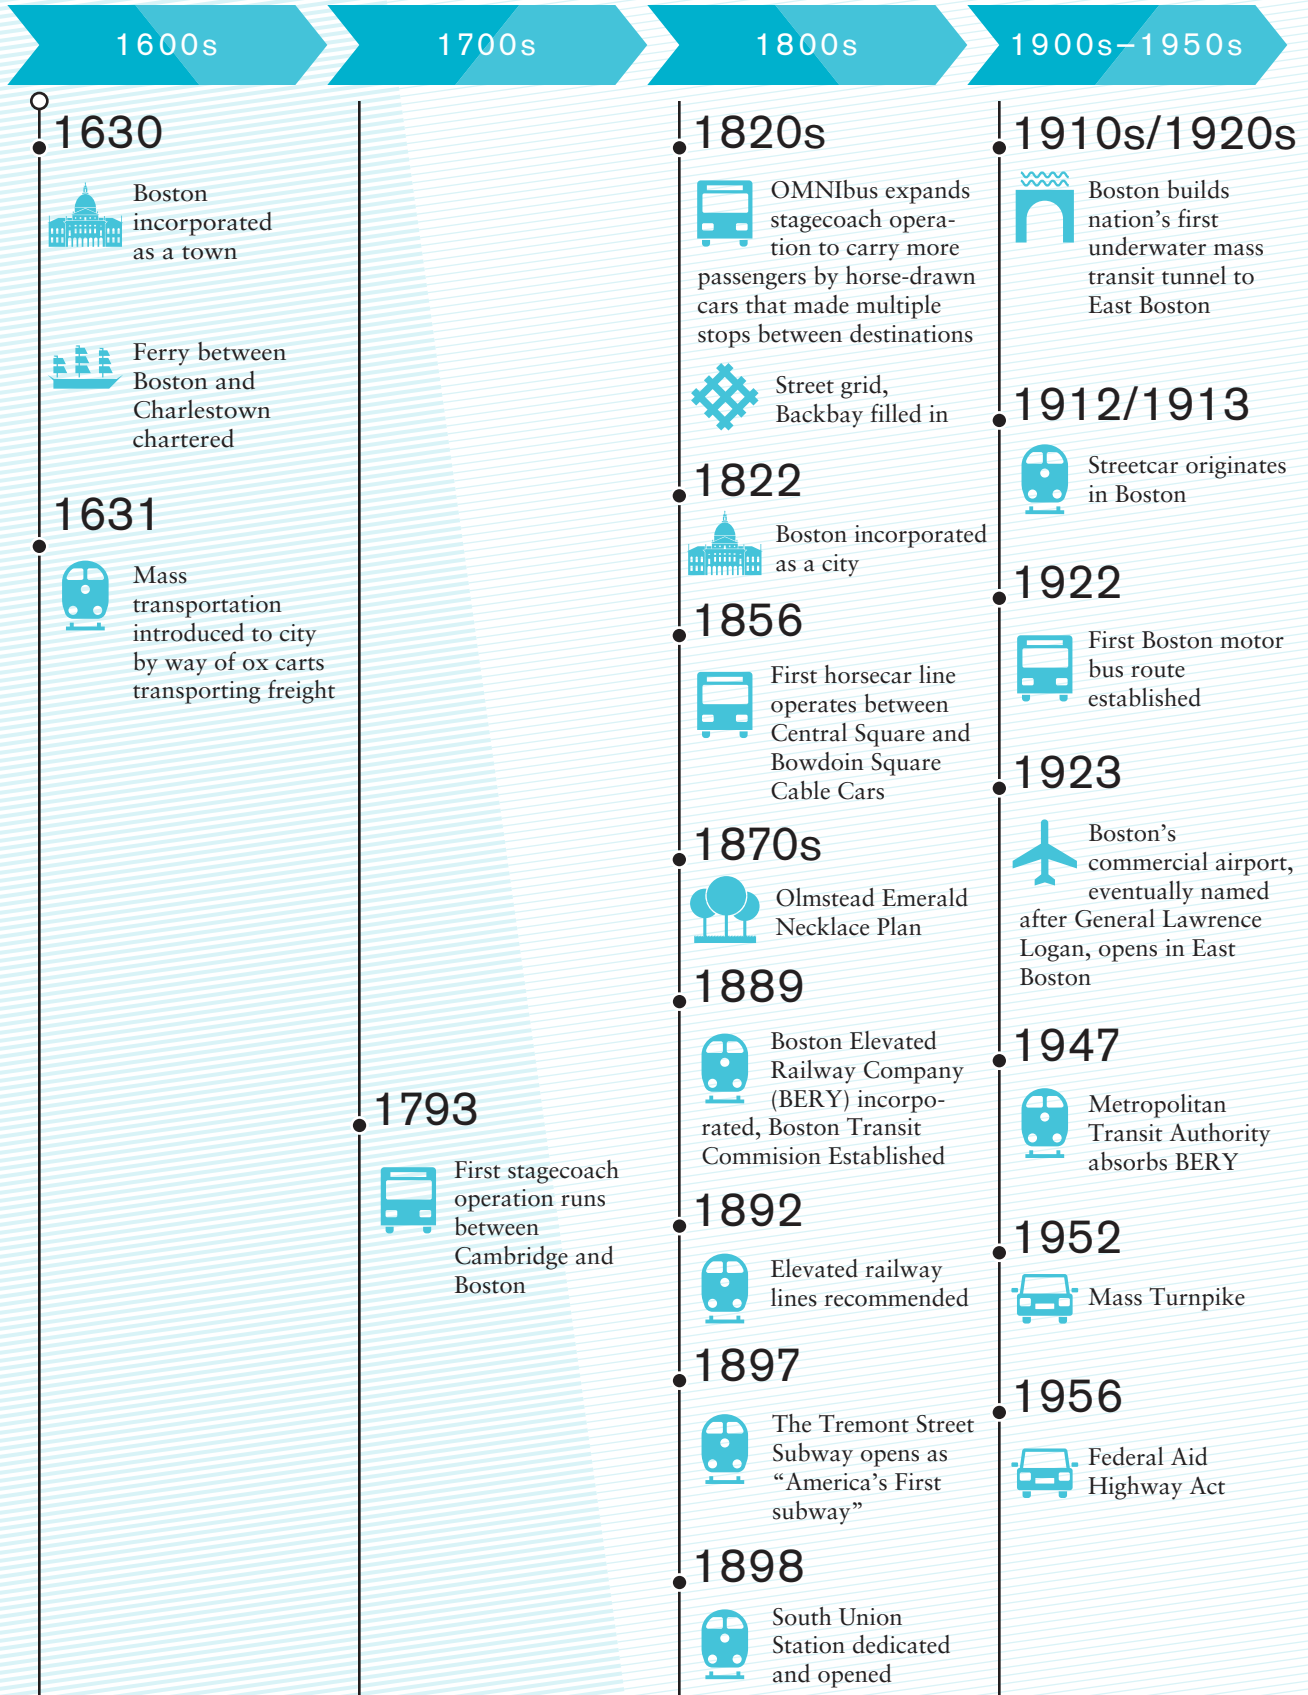 1600s
1700s
1800s
1900s–1950s
1630
Boston
incorporated
as a town
Ferry between
Boston and
Charlestown
chartered
1631
Mass
transportation
introduced to city
by way of ox carts
transporting freight
1793
First stagecoach
operation runs
between
Cambridge and
Boston
1820s
OMNIbus expands
stagecoach opera-
tion to carry more
passengers by horse-drawn
cars that made multiple
stops between destinations
Street grid,
Backbay filled in
1822
Boston incorporated
as a city
1856
First horsecar line
operates between
Central Square and
Bowdoin Square
Cable Cars
1870s
Olmstead Emerald
Necklace Plan
1889
Boston Elevated
Railway Company
(BERY) incorpo-
rated, Boston Transit
Commision Established
1892
Elevated railway
lines recommended
1897
The Tremont Street
Subway opens as
“America’s First
subway”
1898
South Union
Station dedicated
and opened
1910s/1920s
Boston builds
nation’s first
underwater mass
transit tunnel to
East Boston
1912/1913
Streetcar originates
in Boston
1922
First Boston motor
bus route
established
1923
Boston’s
commercial airport,
eventually named
after General Lawrence
Logan, opens in East
Boston
1947
Metropolitan
Transit Authority
absorbs BERY
1952
Mass Turnpike
1956
Federal Aid
Highway Act